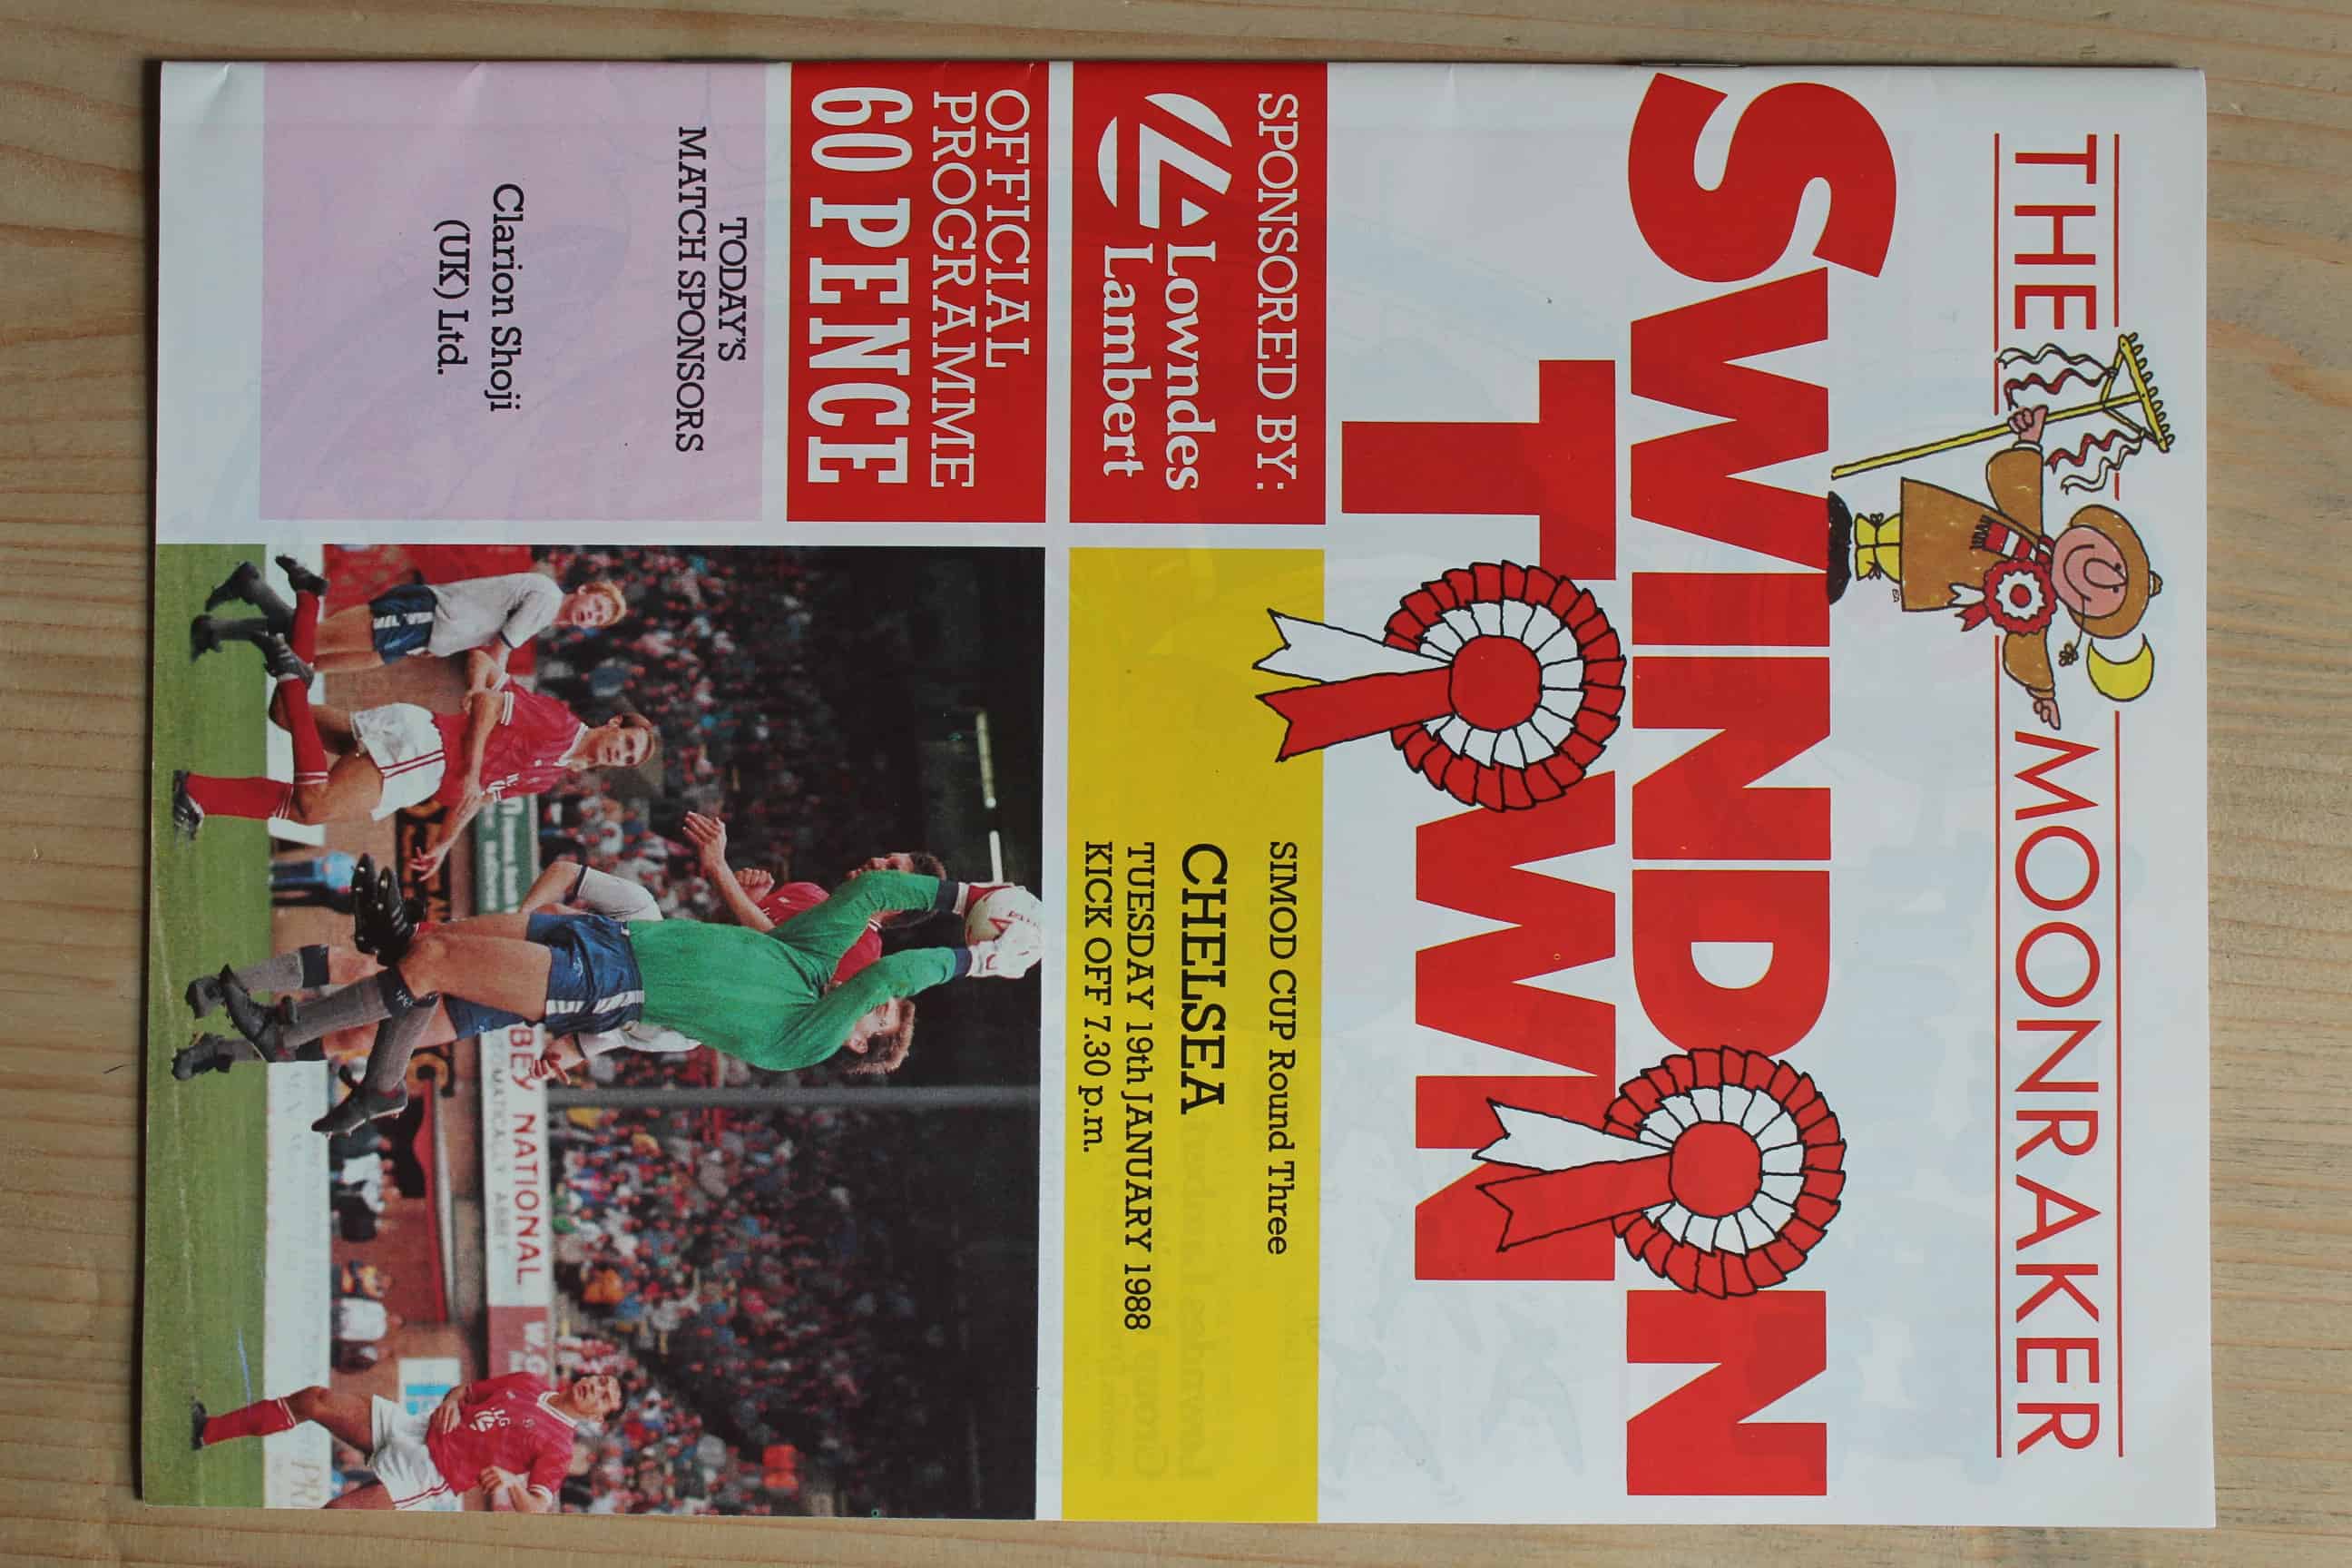 THE MOONRAKER
SWINDON
TOWN
SPONSORED BY:
Lowndes
Lambert
SIMOD CUP Round Three
CHELSEA
TUESDAY 19th JANUARY 1988
KICK OFF 7.30 p.m.
OFFICIAL
PROGRAMME
60 PENCE
TODAY'S
MATCH SPONSORS
Clarion Shoji
(UK) Ltd.
BEY NATIONAL
W.G